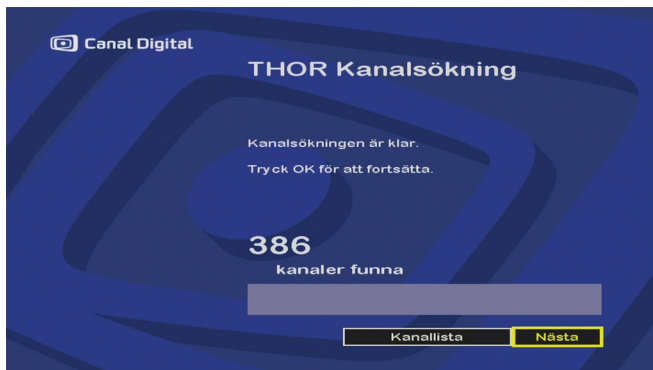 Canal Digital
THOR Kanalsökning
Kanalsökningen är klar.
Tryck OK för att fortsätta.
386
kanaler funna
Kanallista
Nästa